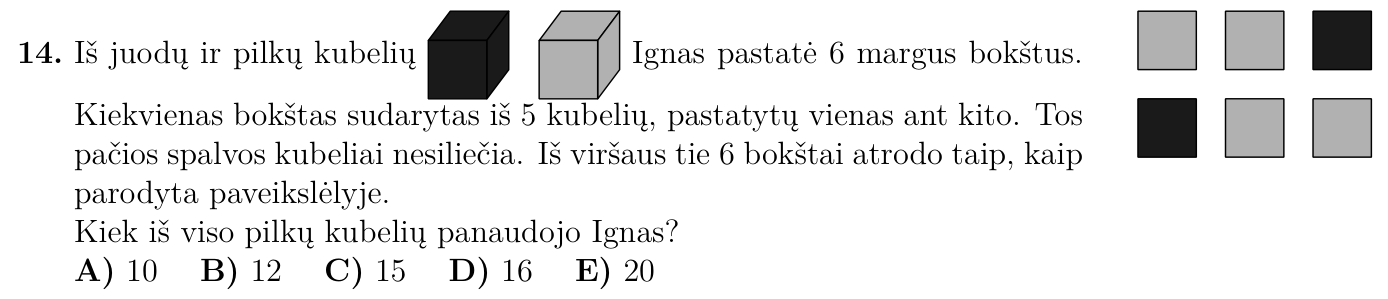 14. Iš juodų ir pilkų kubelių Ignas pastatė 6 margus bokštus.
Kiekvienas bokštas sudarytas iš 5 kubelių, pastatytų vienas ant kito. Tos
pačios spalvos kubeliai nesiliečia. Iš viršaus tie 6 bokštai atrodo taip, kaip
parodyta paveikslėlyje.
Kiek iš viso pilkų kubelių panaudojo Ignas?
A) 10 B) 12 C) 15 D) 16 E) 20